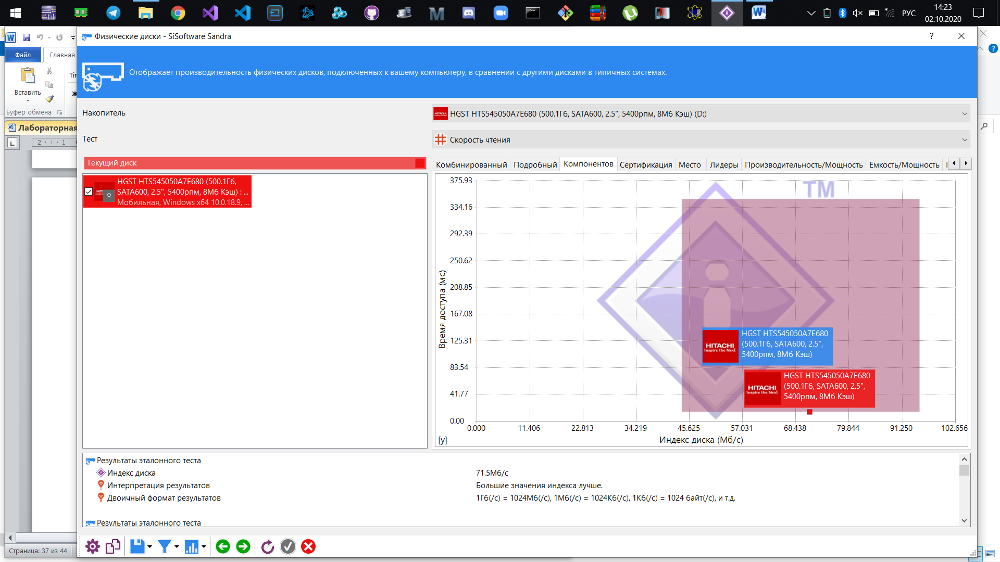 РУС
14:23
02.10.2020
Физические диски - SiSoftware Sandra
?
Файл
Главная
Вставить
Буфер обмена
Ж
Лабораторная
2 · ı · 1 ·
Отображает производительность физических дисков, подключенных к вашему компьютеру, в сравнении с другими дисками в типичных системах.
Накопитель
HGST HTS545050A7E680 (500.1Гб, SATA600, 2.5", 5400рпм, 8Мб Кэш) (D:)
Тест
Скорость чтения
Текущий диск
HGST HTS545050A7E680 (500.1Гб,
SATA600, 2.5", 5400рпм, 8Мб Кэш) : ...
Мобильная, Windows x64 10.0.18.9, ...
Комбинированный Подробный Компонентов Сертификация Место Лидеры Производительность/Мощность Емкость/Мощность
TM
375.93
334.16
292.39
250.62
208.85
167.08
125.31
83.54
41.77
0.00
Время доступа (мс)
HITACHI
Inspire the Next
HGST HTS545050A7E680
(500.1Гб, SATA600, 2.5",
5400рпм, 8Мб Кэш)
HITACHI
Inspire the Next
HGST HTS545050A7E680
(500.1Гб, SATA600, 2.5",
5400рпм, 8Мб Кэш)
0.000 11.406 22.813 34.219 45.625 57.031 68.438 79.844 91.250 102.656
[y]
Индекс диска (Мб/с)
Результаты эталонного теста
Индекс диска 71.5Мб/с
Интерпретация результатов Большие значения индекса лучше.
Двоичный формат результатов 1Гб(/с) = 1024Мб(/с), 1Мб(/с) = 1024Кб(/с), 1Кб(/с) = 1024 байт(/с), и т.д.
Результаты эталонного теста
Страница: 37 из 44